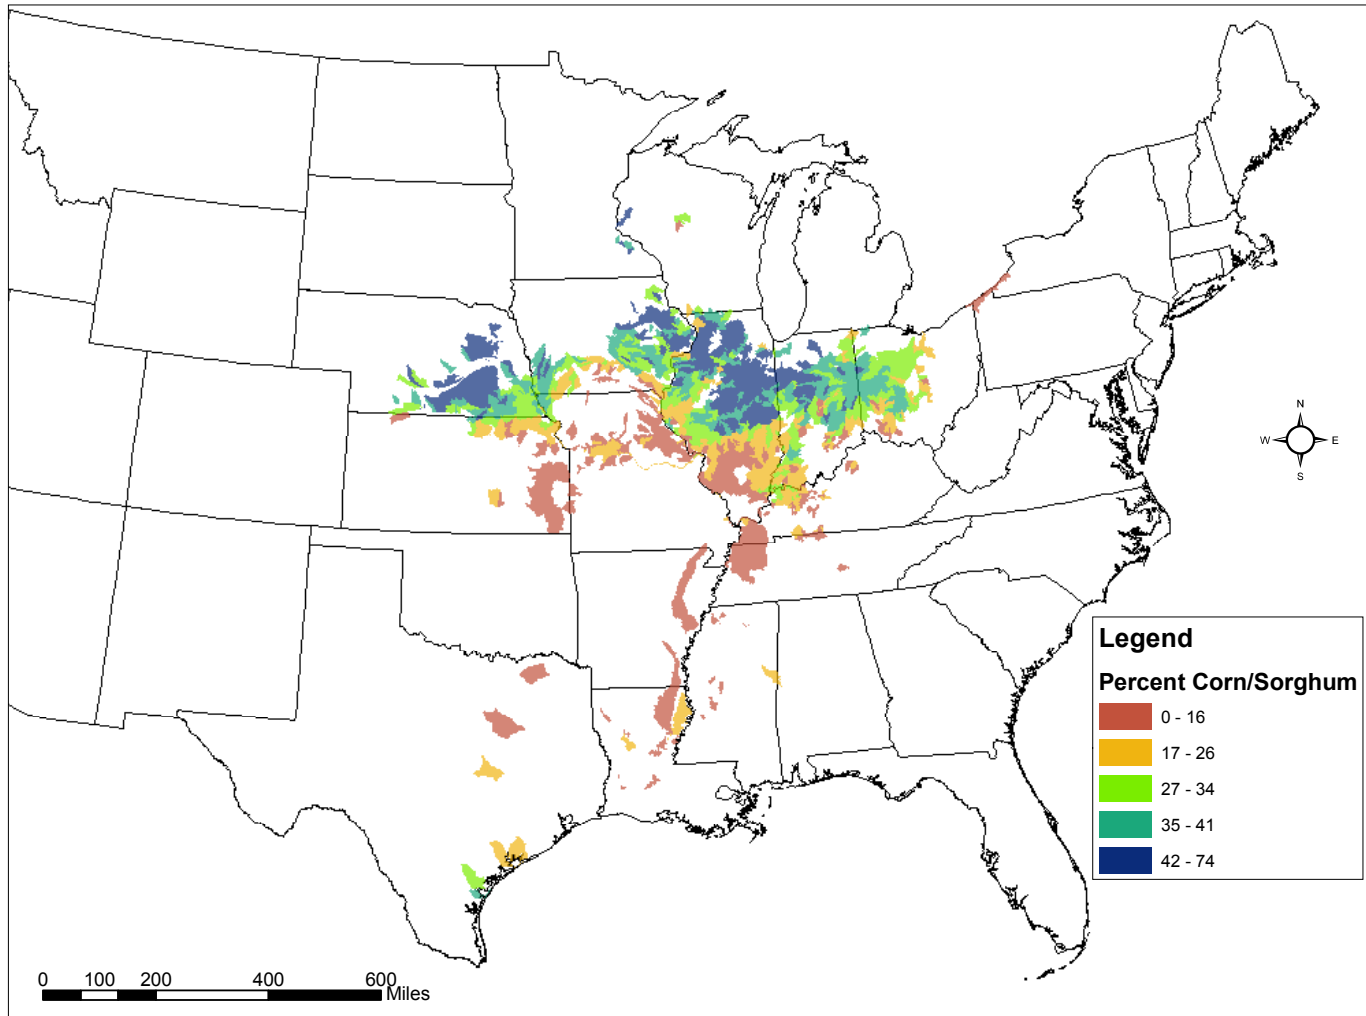 N
W E
S
Legend
Percent Corn/Sorghum
0 - 16
17 - 26
27 - 34
35 - 41
42 - 74
0 100 200 400 600
Miles